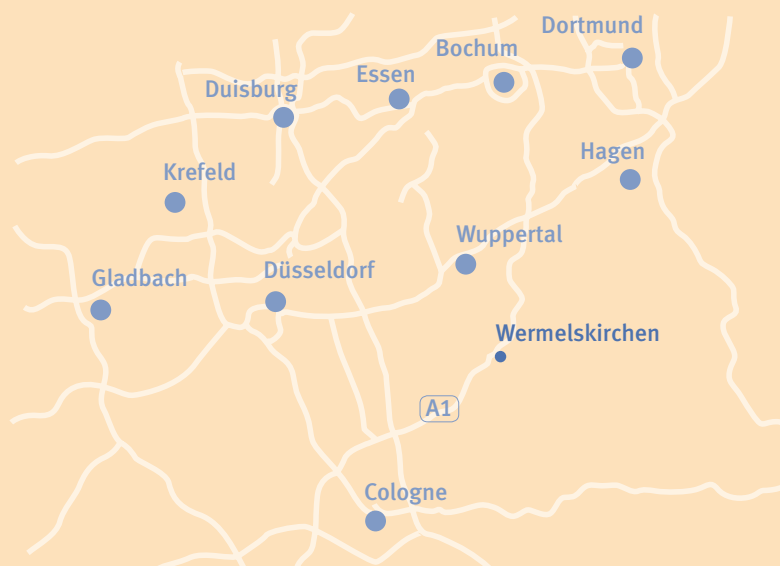 Dortmund
Bochum
Essen
Duisburg
Hagen
Krefeld
Wuppertal
Düsseldorf
Gladbach
Wermelskirchen
A1
Cologne